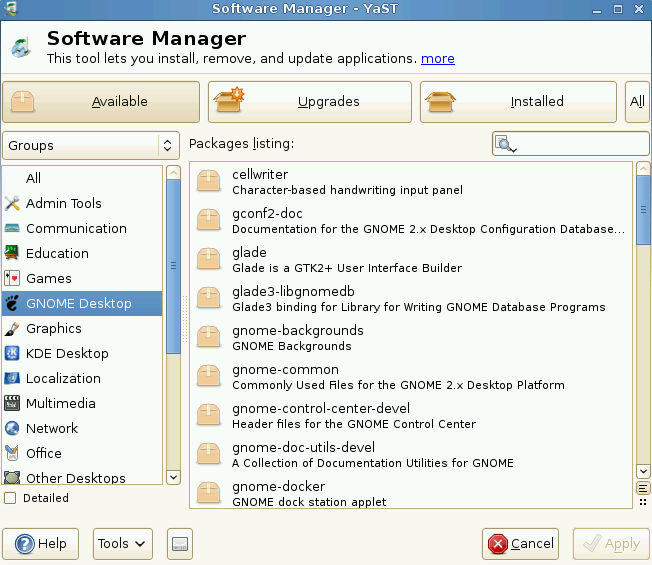 Software Manager - YaST
Software Manager
This tool lets you install, remove, and update applications. more
Available
Upgrades
Installed
All
Groups
Packages listing:
All
Admin Tools
Communication
Education
Games
GNOME Desktop
Graphics
KDE Desktop
Localization
Multimedia
Network
Office
Other Desktops
Detailed
cellwriter
Character-based handwriting input panel
gconf2-doc
Documentation for the GNOME 2.x Desktop Configuration Database...
glade
Glade is a GTK2+ User Interface Builder
glade3-libgnomedb
Glade3 binding for Library for Writing GNOME Database Programs
gnome-backgrounds
GNOME Backgrounds
gnome-common
Commonly Used Files for the GNOME 2.x Desktop Platform
gnome-control-center-devel
Header files for the GNOME Control Center
gnome-doc-utils-devel
A Collection of Documentation Utilities for GNOME
gnome-docker
GNOME dock station applet
Help
Tools
Cancel
Apply